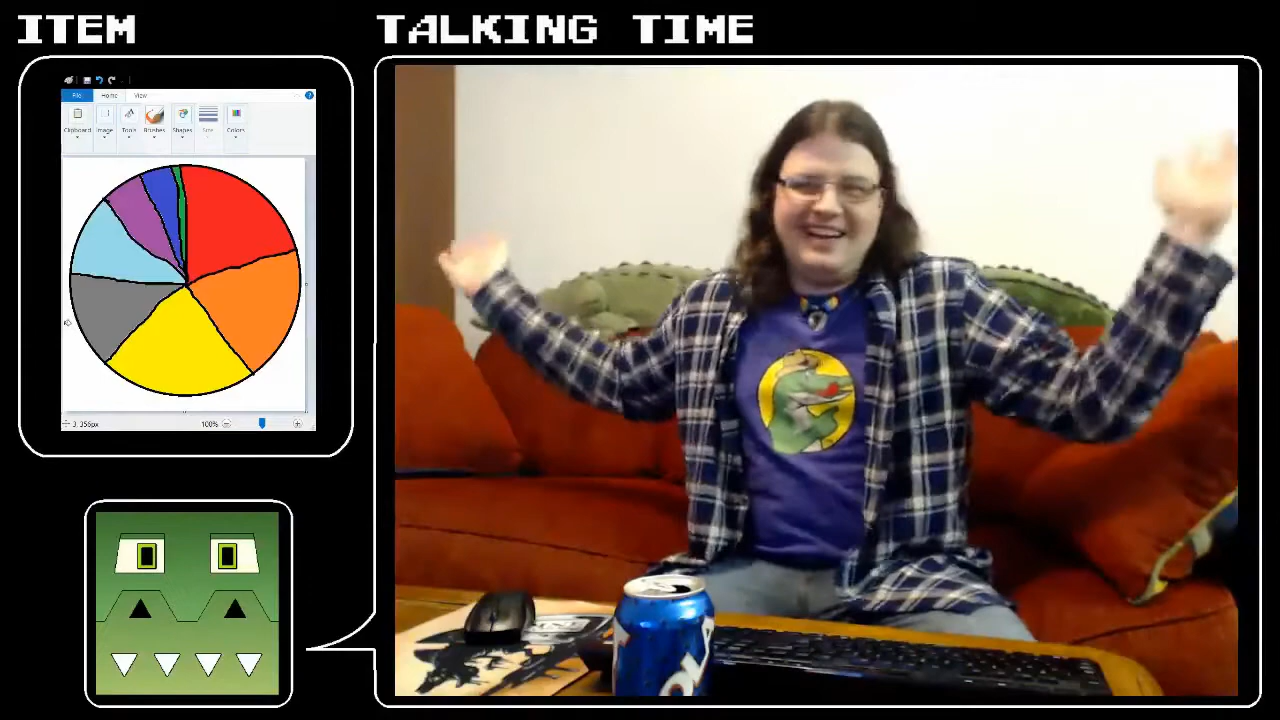 ITEM
TALKING TIME
File Home View
Clipboard Image Tools Brushes Shapes Size Colors
100%